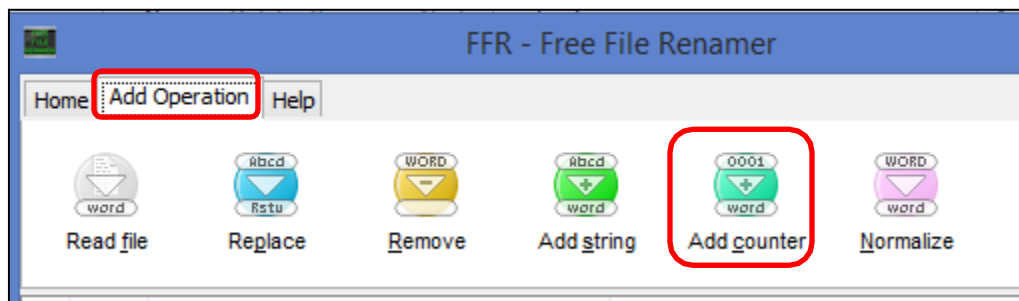 FFR - Free File Renamer
Home Add Operation Help
Abcd WORD Abcd 0001 WORD
word Rstu word word word
Read file Replace Remove Add string Add counter Normalize